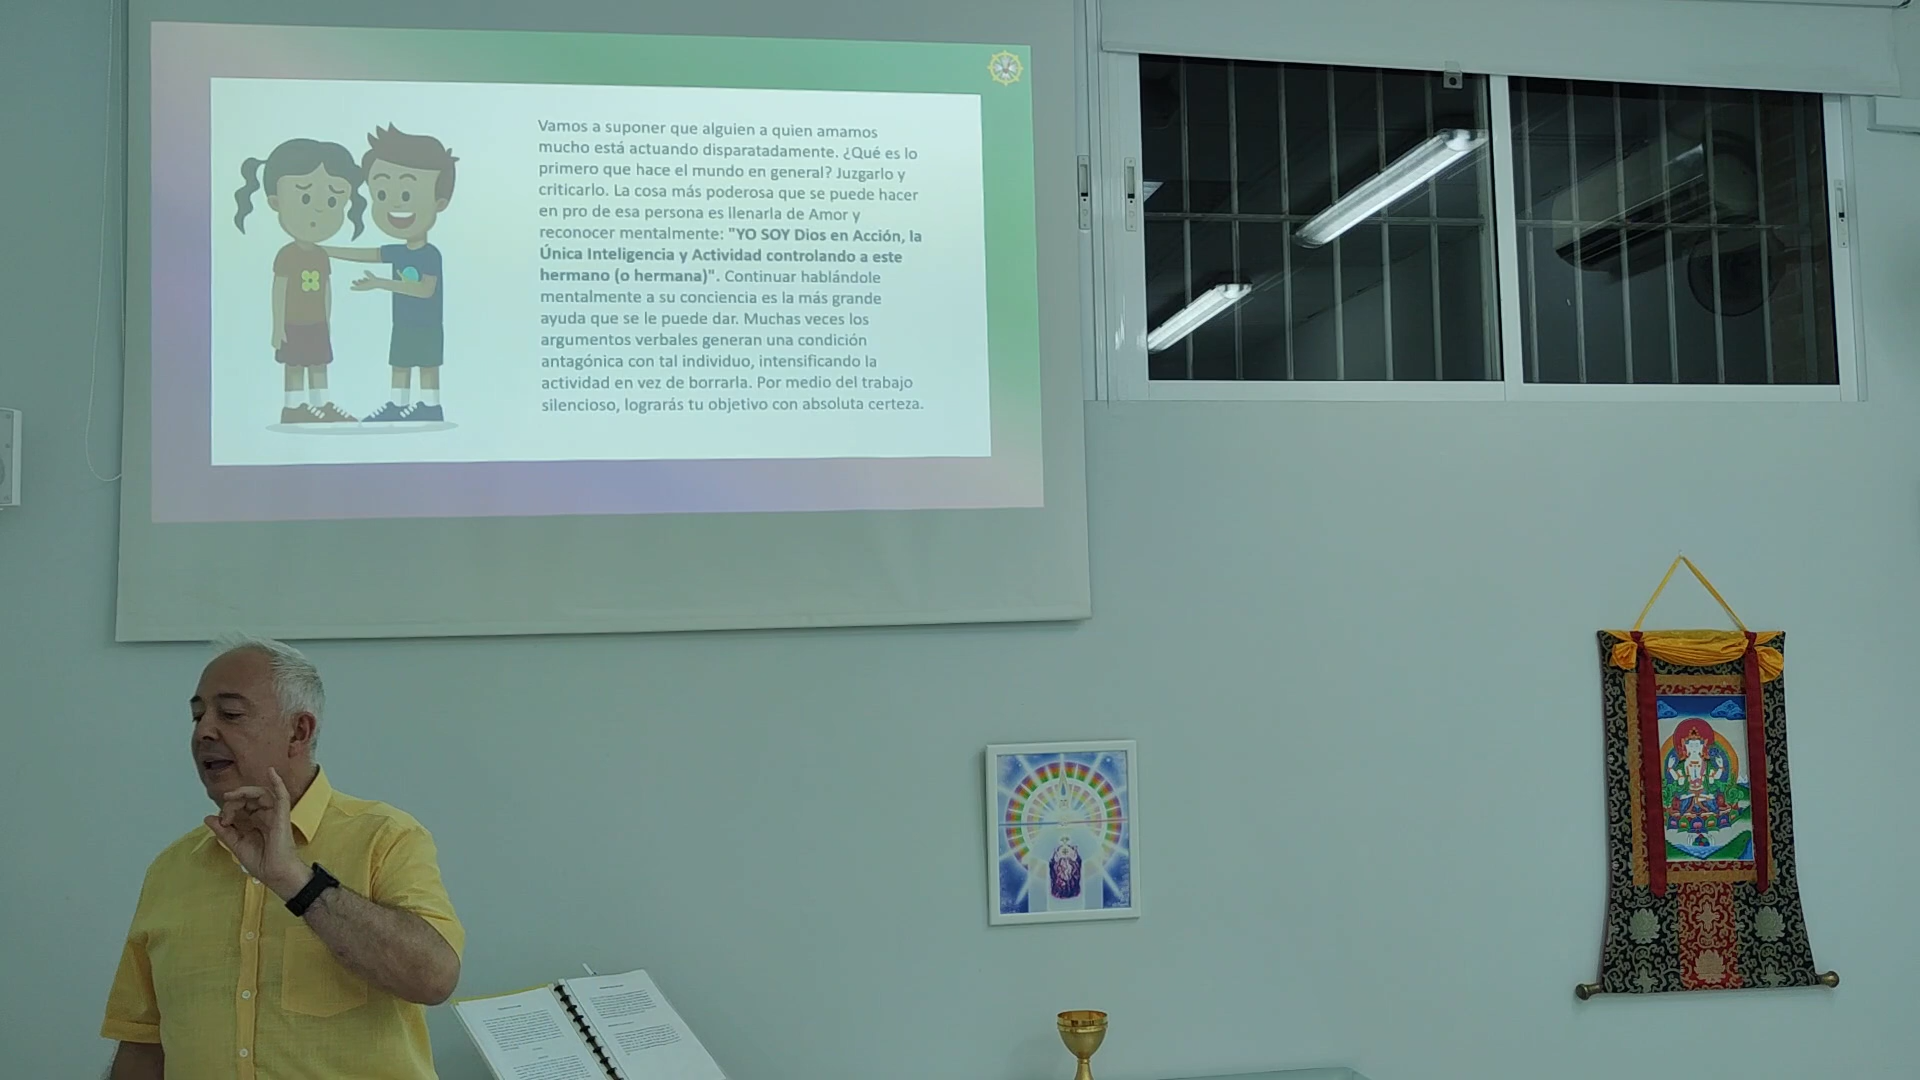 Vamos a suponer que alguien a quien amamos
mucho está actuando disparatadamente. ¿Qué es lo
primero que hace el mundo en general? Juzgarlo y
criticarlo. La cosa más poderosa que se puede hacer
en pro de esa persona es llenarla de Amor y
reconocer mentalmente: "YO SOY Dios en Acción, la
Única Inteligencia y Actividad controlando a este
hermano (o hermana)". Continuar hablándole
mentalmente a su conciencia es la más grande
ayuda que se le puede dar. Muchas veces los
argumentos verbales generan una condición
antagónica con tal individuo, intensificando la
actividad en vez de borrarla. Por medio del trabajo
silencioso, lograrás tu objetivo con absoluta certeza.